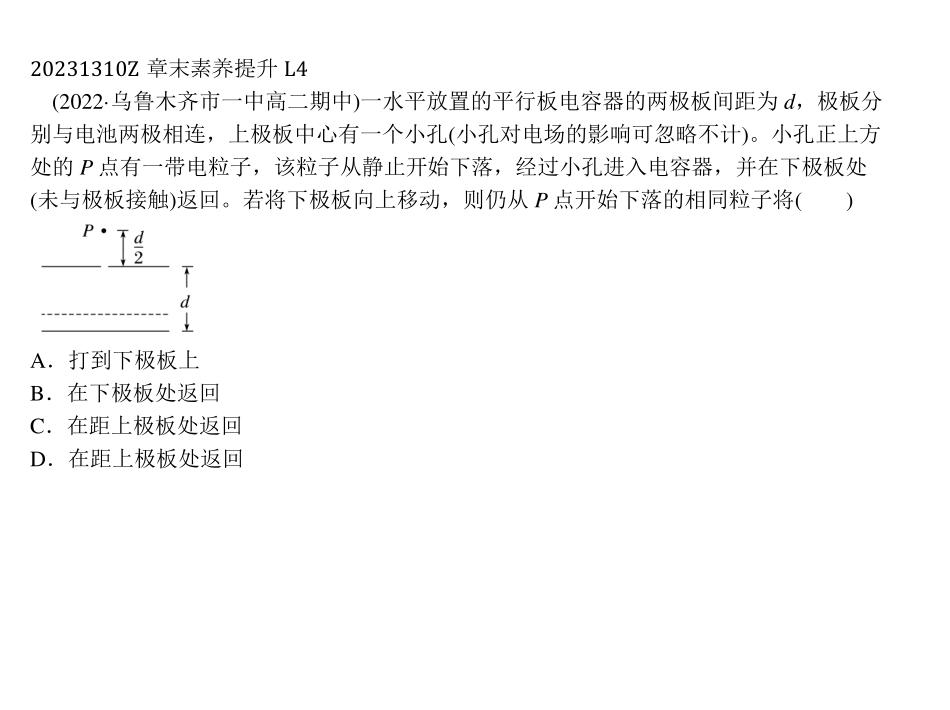 20231310Z 章末素养提升 L4
(2022·乌鲁木齐市一中高二期中)一水平放置的平行板电容器的两极板间距为 d，极板分
别与电池两极相连，上极板中心有一个小孔(小孔对电场的影响可忽略不计)。小孔正上方
处的 P 点有一带电粒子，该粒子从静止开始下落，经过小孔进入电容器，并在下极板处
(未与极板接触)返回。若将下极板向上移动，则仍从 P 点开始下落的相同粒子将(　　)
P
d
2
d
A．打到下极板上
B．在下极板处返回
C．在距上极板处返回
D．在距上极板处返回